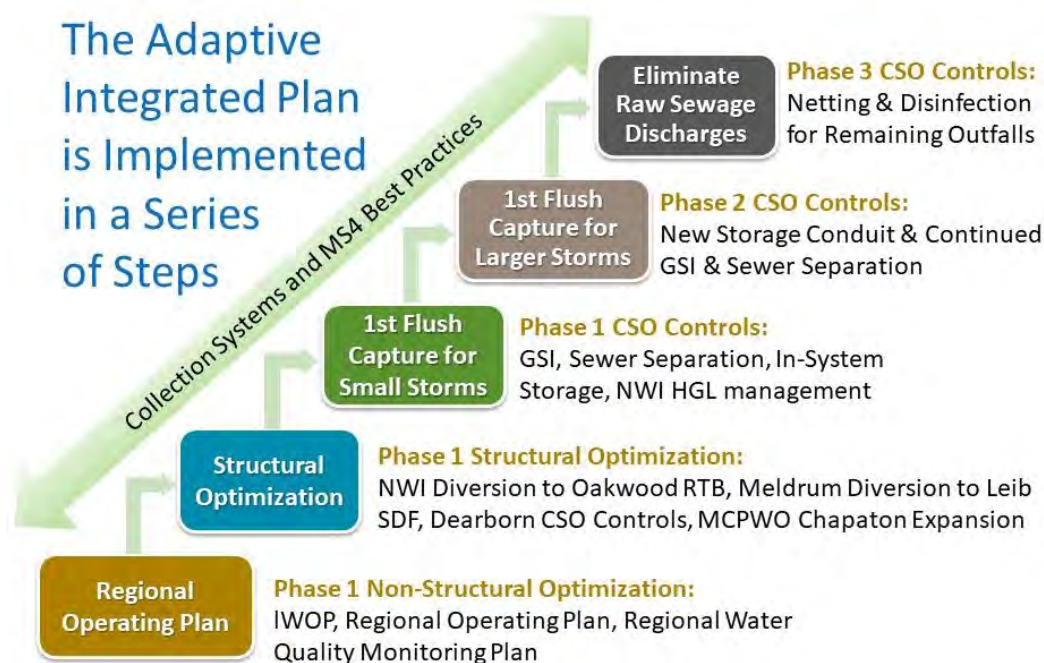 The Adaptive
Integrated Plan
is Implemented
in a Series
of Steps
Collection Systems and MS4 Best Practices
Eliminate
Raw Sewage
Discharges
Phase 3 CSO Controls:
Netting & Disinfection
for Remaining Outfalls
1st Flush
Capture for
Larger Storms
Phase 2 CSO Controls:
New Storage Conduit & Continued
GSI & Sewer Separation
1st Flush
Capture for
Small Storms
Phase 1 CSO Controls:
GSI, Sewer Separation, In-System
Storage, NWI HGL management
Structural
Optimization
Phase 1 Structural Optimization:
NWI Diversion to Oakwood RTB, Meldrum Diversion to Leib
SDF, Dearborn CSO Controls, MCPWO Chapaton Expansion
Regional
Operating Plan
Phase 1 Non-Structural Optimization:
lWOP, Regional Operating Plan, Regional Water
Quality Monitoring Plan